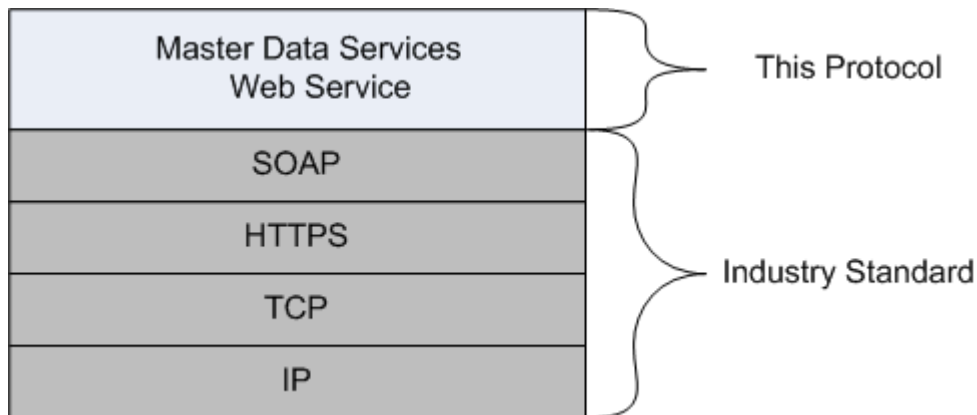 Master Data Services
Web Service
This Protocol
SOAP
HTTPS
TCP
IP
Industry Standard